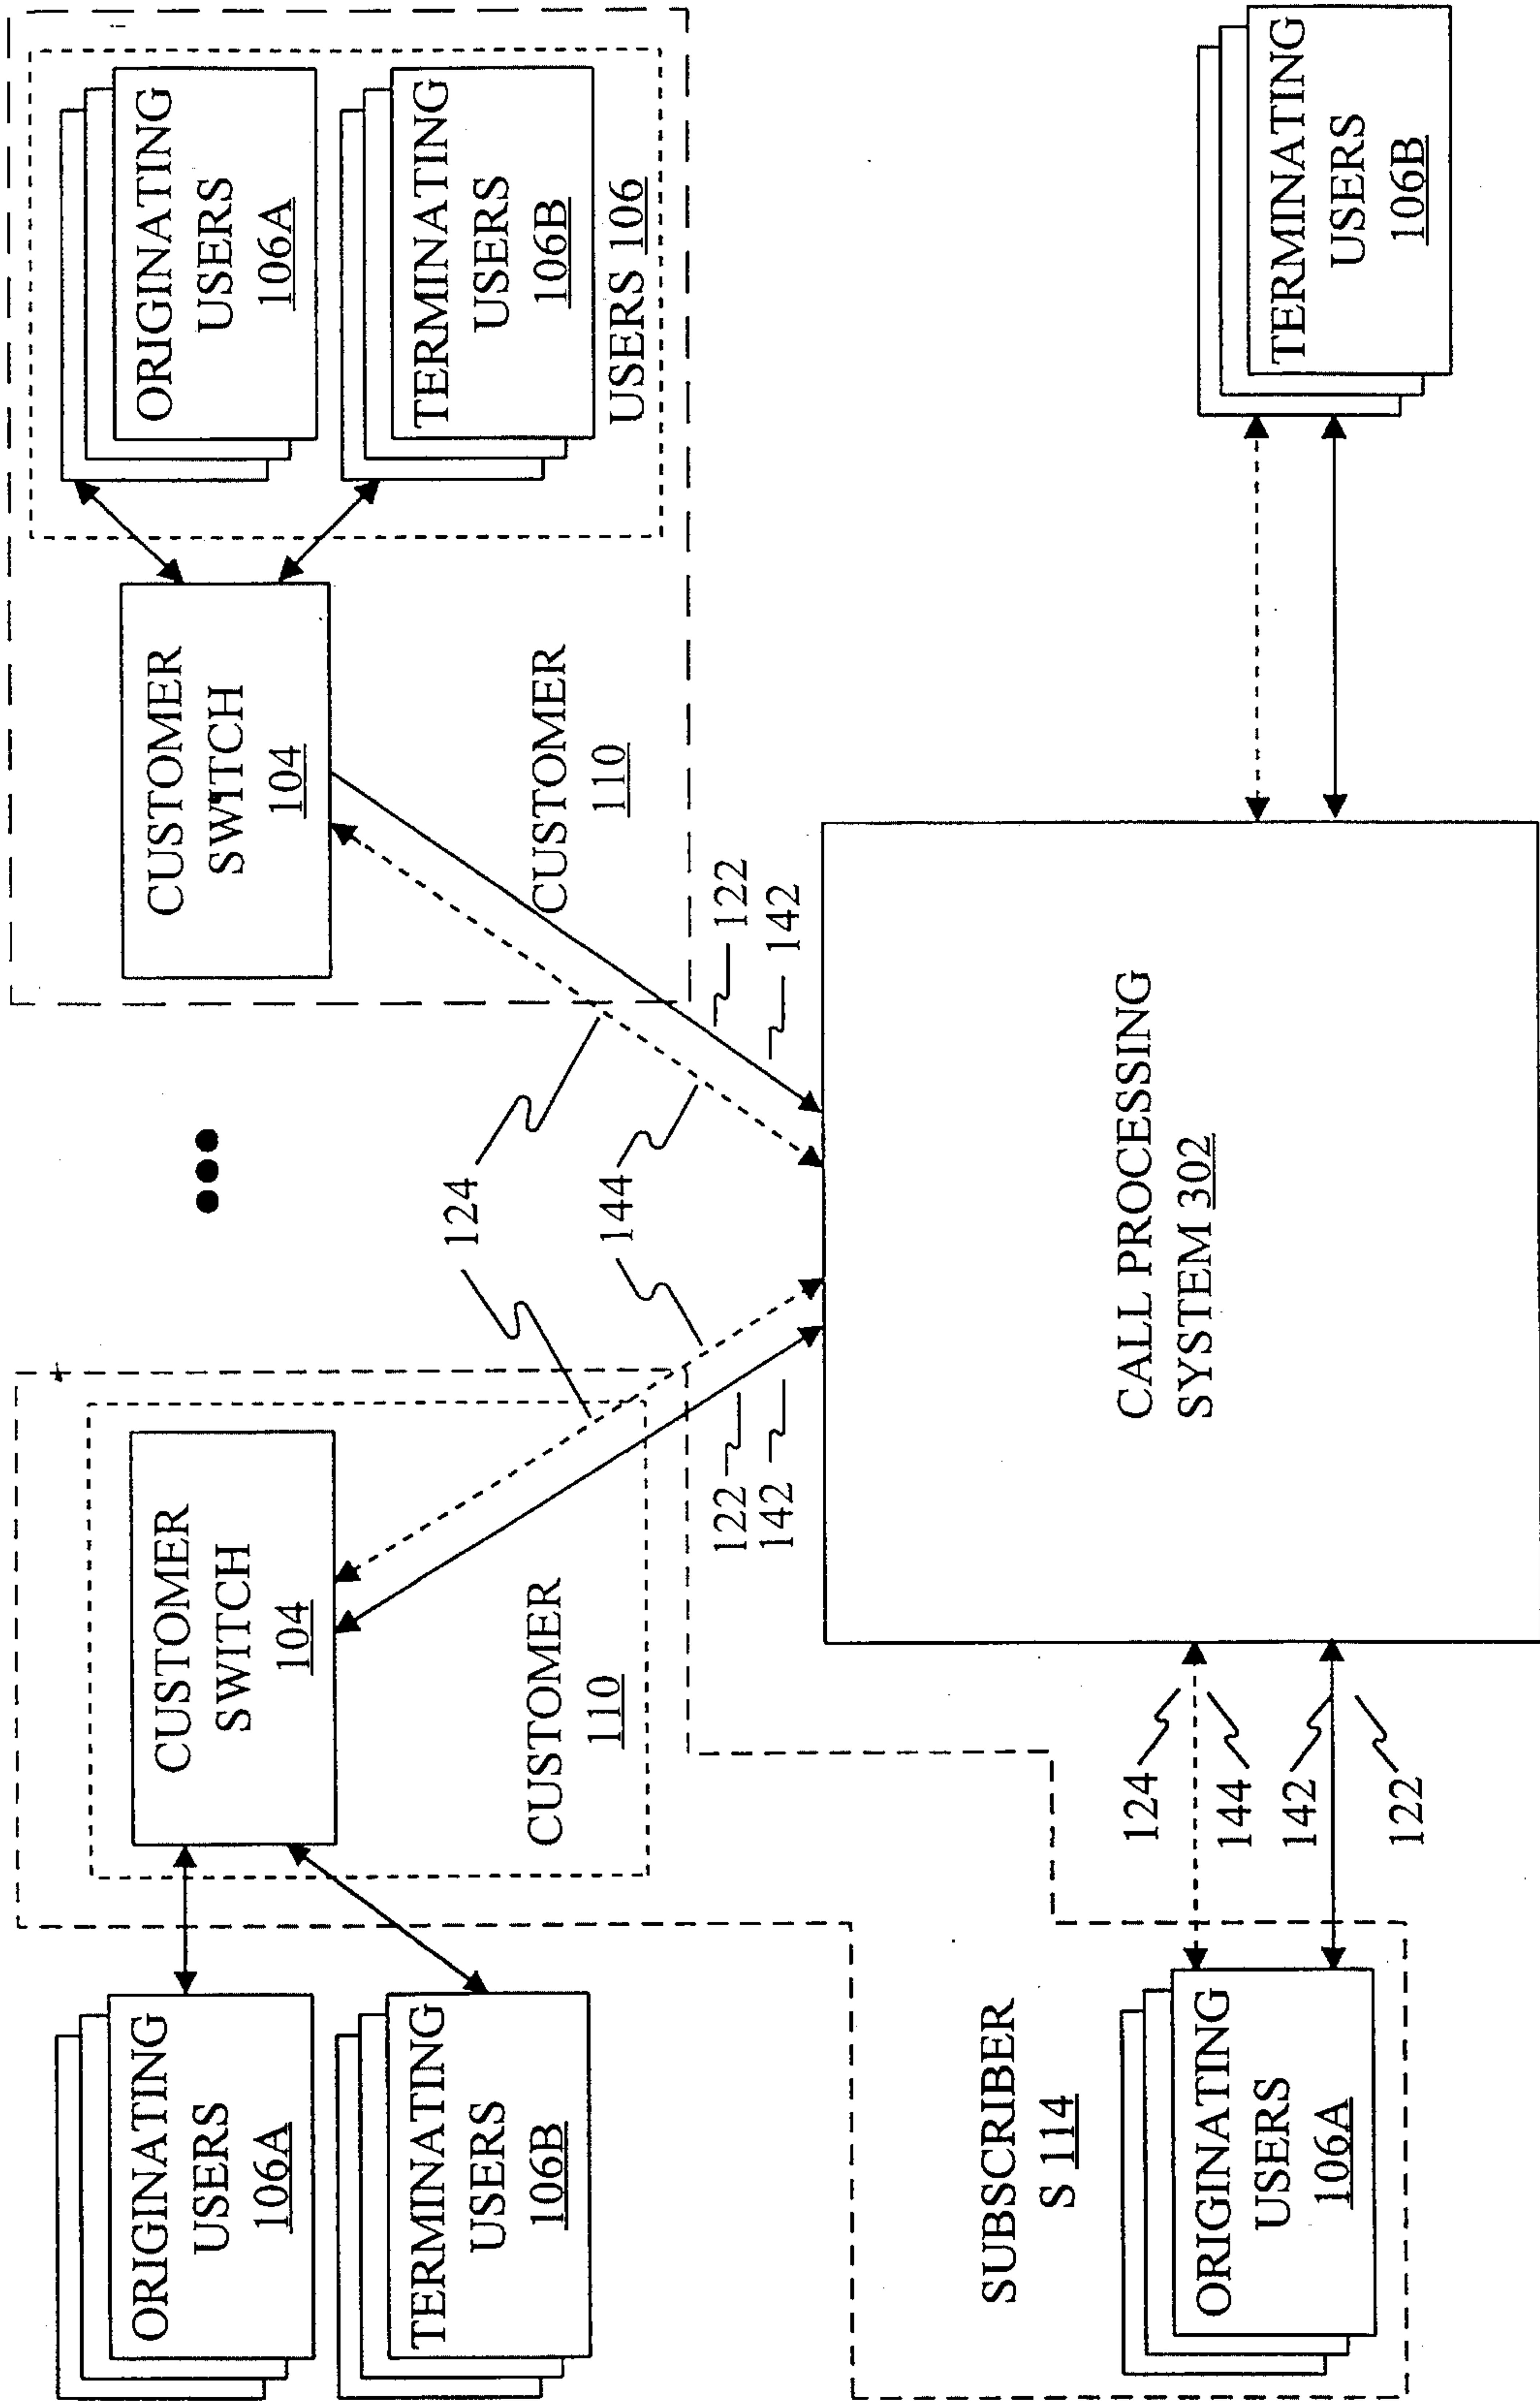 ORIGINATING
USERS
106A
TERMINATING
USERS
106B
CUSTOMER
SWITCH
104
CUSTOMER
110
124
144
122
142
CUSTOMER
SWITCH
104
CUSTOMER
110
122
142
ORIGINATING
USERS
106A
TERMINATING
USERS
106B
USERS 106
SUBSCRIBER
S 114
ORIGINATING
USERS
106A
124
144
142
122
CALL PROCESSING
SYSTEM 302
TERMINATING
USERS
106B